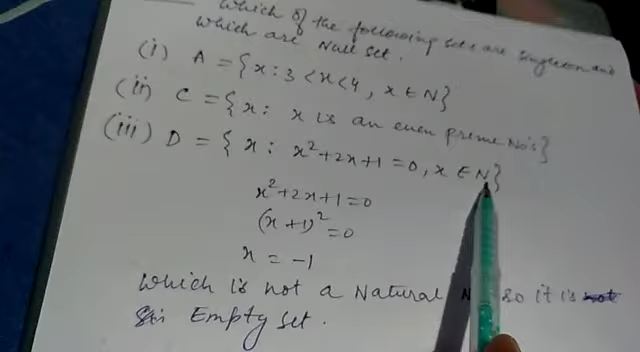 Which of the following sets are singleton and
which are Null set.
(i) A = {x : 3 < x < 4, x ∈ N}
(ii) C = {x : x is an even prime No's}
(iii) D = {x : x²+2x+1=0, x ∈ N}
x²+2x+1=0
(x+1)²=0
x = -1
which is not a Natural N so it is not
Empty set.